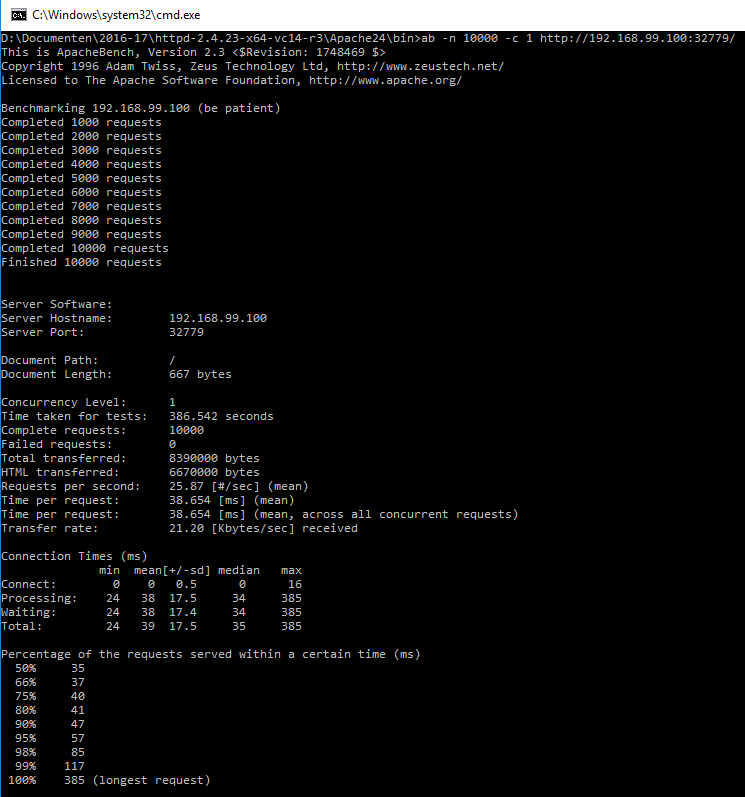 C:\Windows\system32\cmd.exe
D:\Documenten\2016-17\httpd-2.4.23-x64-vc14-r3\Apache24\bin>ab -n 10000 -c 1 http://192.168.99.100:32779/
This is ApacheBench, Version 2.3 <$Revision: 1748469 $>
Copyright 1996 Adam Twiss, Zeus Technology Ltd, http://www.zeustech.net/
Licensed to The Apache Software Foundation, http://www.apache.org/

Benchmarking 192.168.99.100 (be patient)
Completed 1000 requests
Completed 2000 requests
Completed 3000 requests
Completed 4000 requests
Completed 5000 requests
Completed 6000 requests
Completed 7000 requests
Completed 8000 requests
Completed 9000 requests
Completed 10000 requests
Finished 10000 requests


Server Software:
Server Hostname:        192.168.99.100
Server Port:            32779

Document Path:          /
Document Length:        667 bytes

Concurrency Level:      1
Time taken for tests:   386.542 seconds
Complete requests:      10000
Failed requests:        0
Total transferred:      8390000 bytes
HTML transferred:       6670000 bytes
Requests per second:    25.87 [#/sec] (mean)
Time per request:       38.654 [ms] (mean)
Time per request:       38.654 [ms] (mean, across all concurrent requests)
Transfer rate:          21.20 [Kbytes/sec] received

Connection Times (ms)
              min  mean[+/-sd] median   max
Connect:        0    0   0.5      0      16
Processing:    24   38  17.5     34     385
Waiting:       24   38  17.4     34     385
Total:         24   39  17.5     35     385

Percentage of the requests served within a certain time (ms)
  50%     35
  66%     37
  75%     40
  80%     41
  90%     47
  95%     57
  98%     85
  99%    117
 100%    385 (longest request)